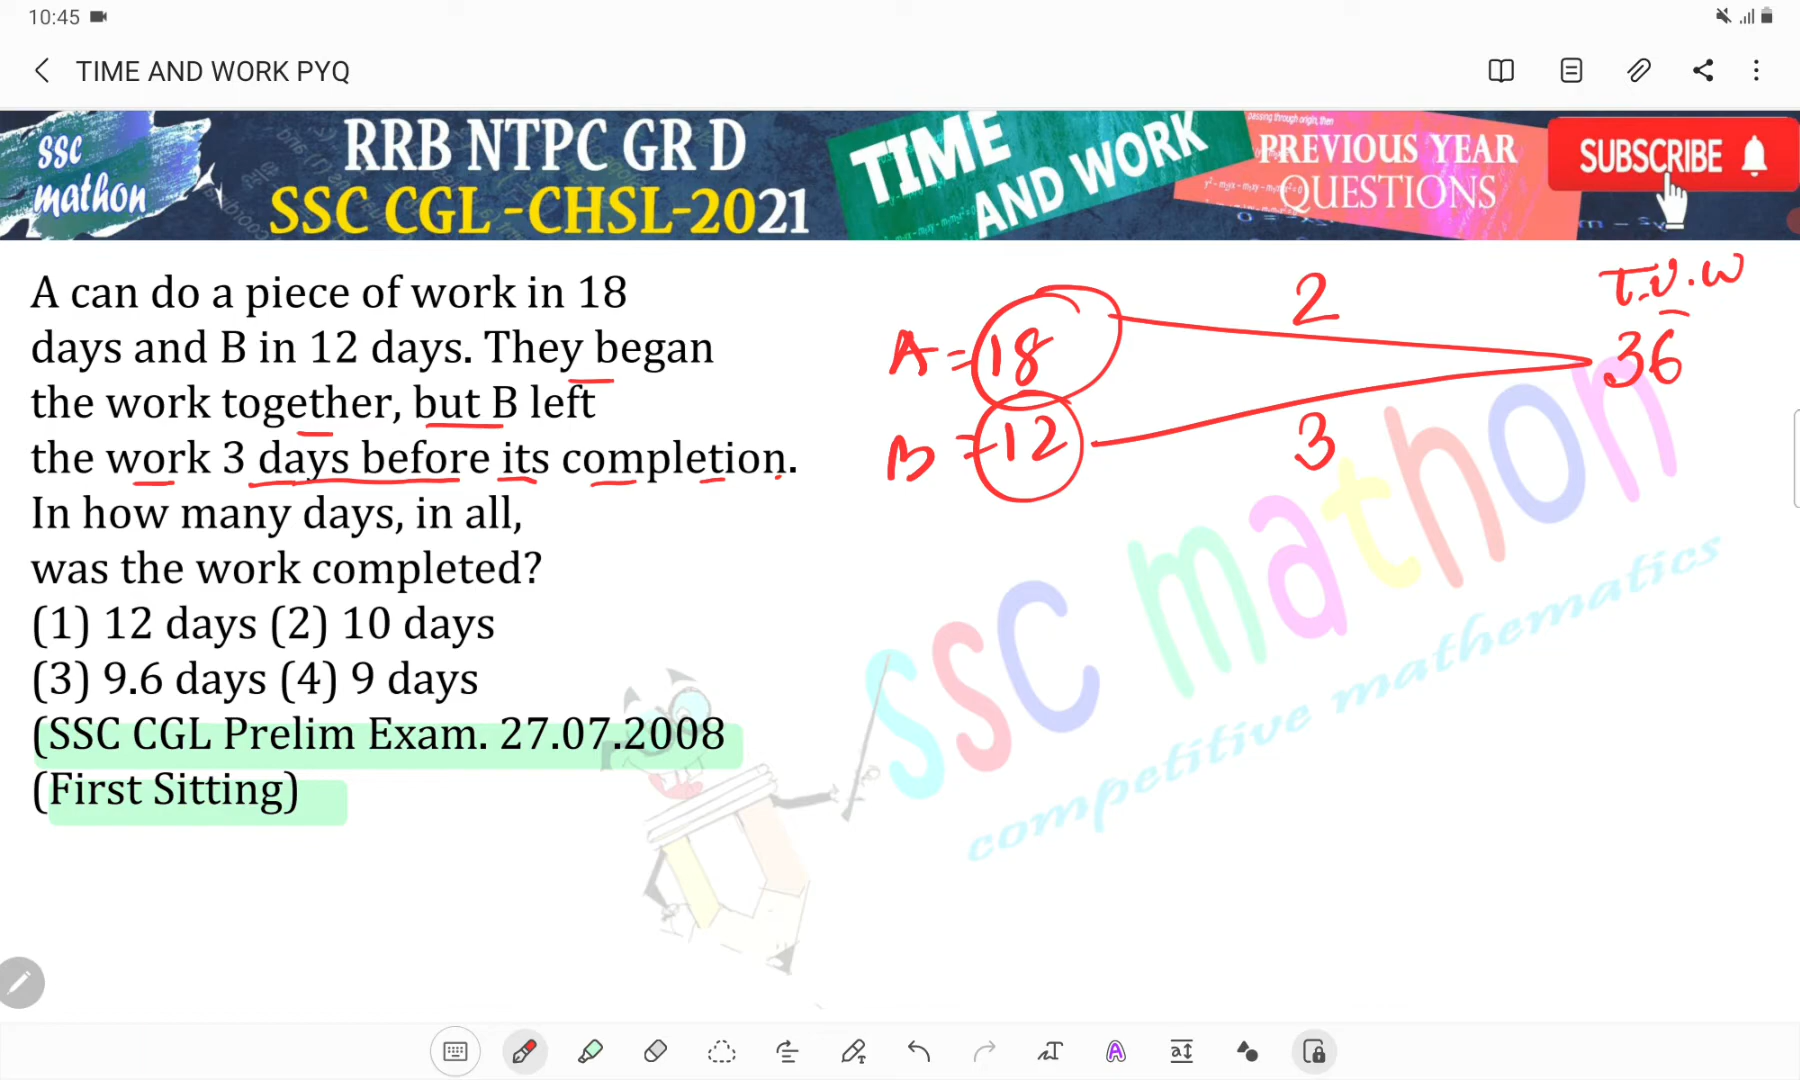 10:45
TIME AND WORK PYQ
ssc
mathon
RRB NTPC GR D
SSC CGL-CHSL-2021
TIME
AND WORK
passing through origin, then
PREVIOUS YEAR
QUESTIONS
SUBSCRIBE
A can do a piece of work in 18
days and B in 12 days. They began
the work together, but B left
the work 3 days before its completion.
In how many days, in all,
was the work completed?
(1) 12 days (2) 10 days
(3) 9.6 days (4) 9 days
(SSC CGL Prelim Exam. 27.07.2008
(First Sitting)
T.U.W
A = 18
2
36
B = 12
3
ssc mathon
competitive mathematics